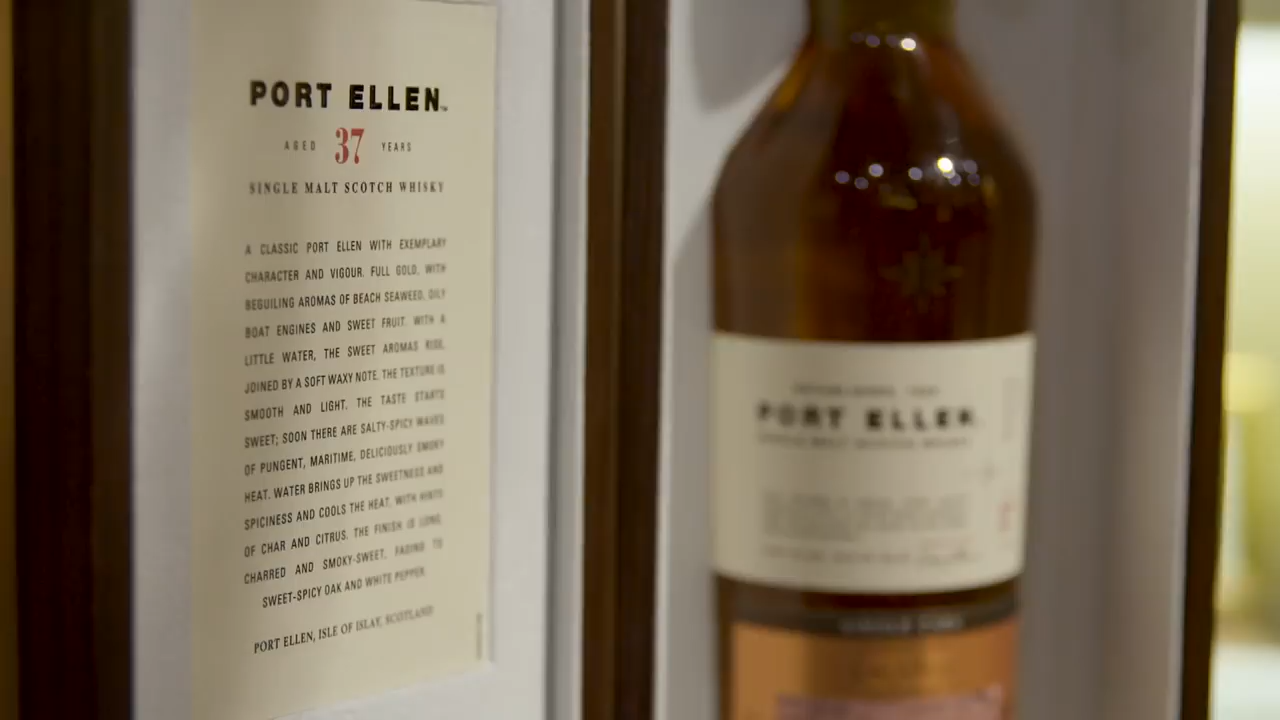 PORT ELLEN™
AGED 37 YEARS
SINGLE MALT SCOTCH WHISKY
A CLASSIC PORT ELLEN WITH EXEMPLARY
CHARACTER AND VIGOUR. FULL GOLD, WITH
BEGUILING AROMAS OF BEACH SEAWEED, OILY
BOAT ENGINES AND SWEET FRUIT. WITH A
LITTLE WATER, THE SWEET AROMAS RISE,
JOINED BY A SOFT WAXY NOTE. THE TEXTURE IS
SMOOTH AND LIGHT. THE TASTE STARTS
SWEET; SOON THERE ARE SALTY-SPICY WAVES
OF PUNGENT, MARITIME, DELICIOUSLY SMOKY
HEAT. WATER BRINGS UP THE SWEETNESS AND
SPICINESS AND COOLS THE HEAT, WITH HINTS
OF CHAR AND CITRUS. THE FINISH IS LONG,
CHARRED AND SMOKY-SWEET, FADING TO
SWEET-SPICY OAK AND WHITE PEPPER.
PORT ELLEN, ISLE OF ISLAY, SCOTLAND
PORT ELLEN.
SINGLE MALT SCOTCH WHISKY